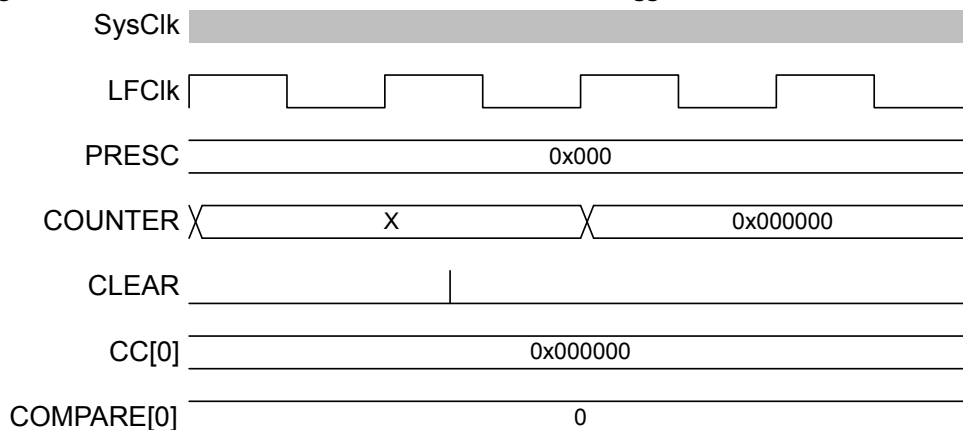 SysClk
LFClk
PRESC 0x000
COUNTER X 0x000000
CLEAR
CC[0] 0x000000
COMPARE[0] 0